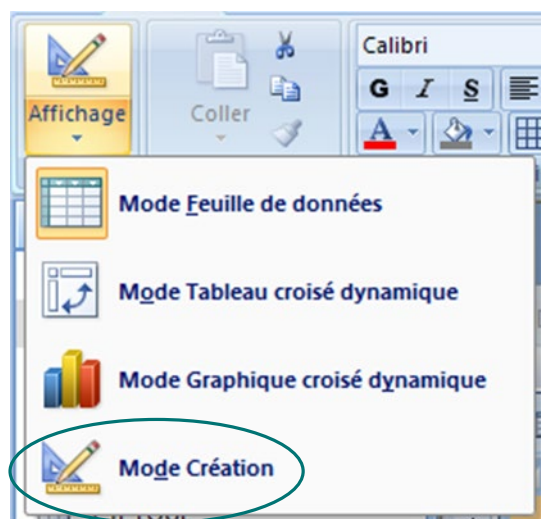 Affichage
Coller
Calibri
G I S
A
Mode Feuille de données
Mode Tableau croisé dynamique
Mode Graphique croisé dynamique
Mode Création